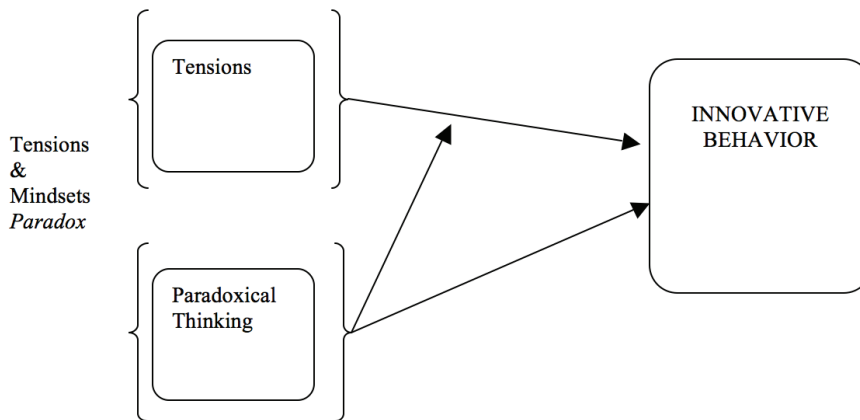 Tensions
Tensions
&
Mindsets
Paradox
Paradoxical
Thinking
INNOVATIVE
BEHAVIOR